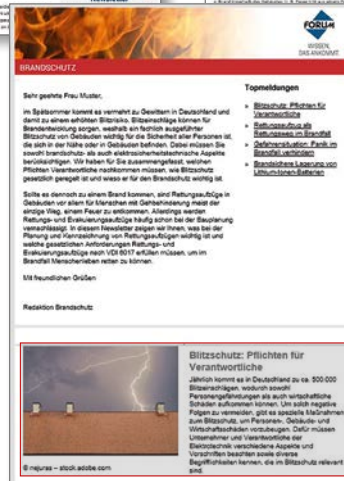 FORUM
WISSEN,
DAS ANKOMMT.
BRANDSCHUTZ
Sehr geehrte Frau Muster,
im Spätsommer kommt es vermehrt zu Gewittern in Deutschland und
damit zu einem erhöhten Blitzrisiko. Blitzeinschläge können für
Brandentwicklung sorgen, weshalb ein fachlich ausgeführter
Blitzschutz von Gebäuden wichtig für die Sicherheit aller Personen ist,
die sich in der Nähe oder in Gebäuden befinden. Dabei müssen Sie
sowohl brandschutz- als auch elektrosicherheitstechnische Aspekte
berücksichtigen. Wir haben für Sie zusammengefasst, welchen
Pflichten Verantwortliche nachkommen müssen, wie Blitzschutz
gesetzlich geregelt ist und wieso er für den Brandschutz wichtig ist.
Sollte es dennoch zu einem Brand kommen, sind Rettungsaufzüge in
Gebäuden vor allem für Menschen mit Gehbehinderung meist der
einzige Weg, einem Feuer zu entkommen. Allerdings werden
Rettungs- und Evakuierungsaufzüge häufig schon bei der Bauplanung
vernachlässigt. In diesem Newsletter zeigen wir Ihnen, was bei der
Planung und Kennzeichnung von Rettungsaufzügen wichtig ist und
welche gesetzlichen Anforderungen Rettungs- und
Evakuierungsaufzüge nach VDI 6017 erfüllen müssen, um im
Brandfall Menschenleben retten zu können.
Mit freundlichen Grüßen
Redaktion Brandschutz
Topmeldungen
» Blitzschutz: Pflichten für
Verantwortliche
» Rettungsaufzug als
Rettungsweg im Brandfall
» Gefahrensituation: Panik im
Brandfall verhindern
» Brandsichere Lagerung von
Lithium-Ionen-Batterien
Blitzschutz: Pflichten für
Verantwortliche
Jährlich kommt es in Deutschland zu ca. 500.000
Blitzeinschlägen, wodurch sowohl
Personengefährdungen als auch wirtschaftliche
Schäden aufkommen können. Um solch negative
Folgen zu vermeiden, gibt es spezielle Maßnahmen
zum Blitzschutz, um Personen-, Gebäude- und
Wirtschaftsschäden vorzubeugen. Dafür müssen
Unternehmer und Verantwortliche der
Elektrotechnik verschiedene Aspekte und
Vorschriften beachten sowie diverse
Begrifflichkeiten kennen, die im Blitzschutz relevant
sind.
© nejuras – stock.adobe.com